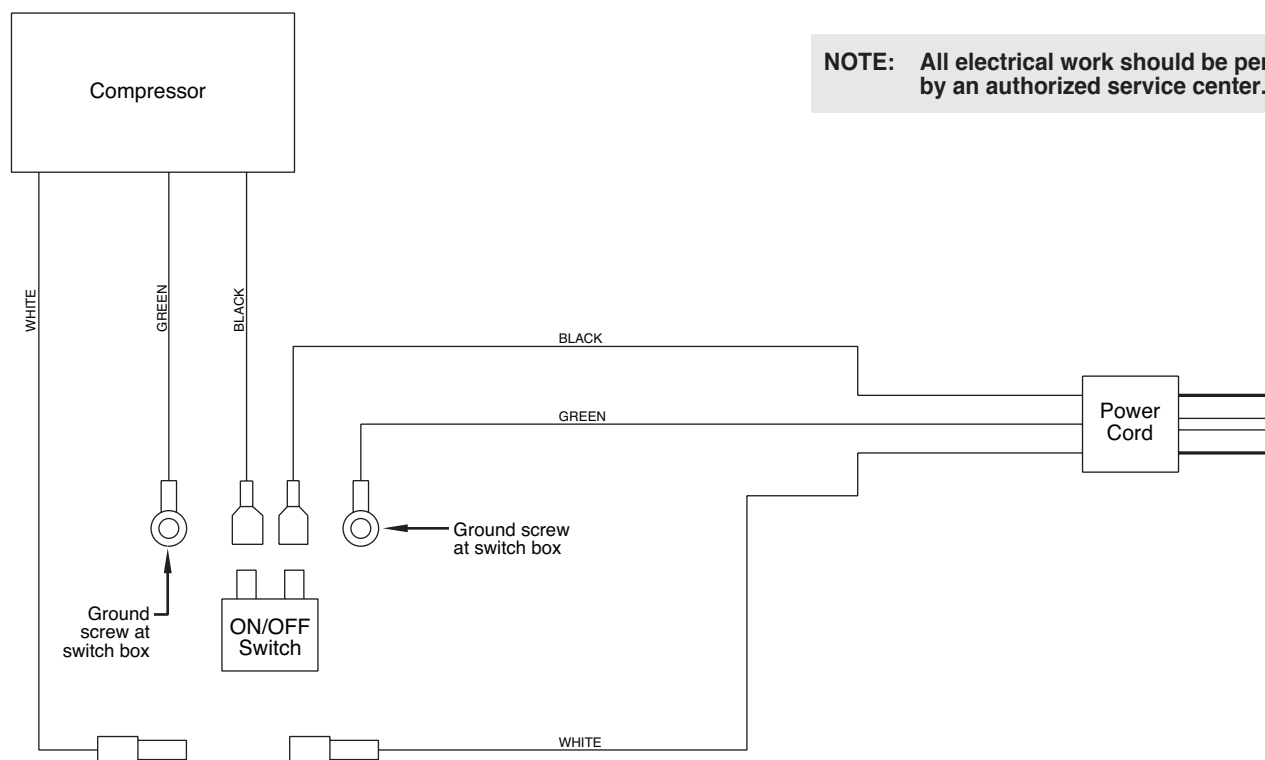 Compressor
NOTE: All electrical work should be
by an authorized service center.
WHITE
GREEN
BLACK
BLACK
GREEN
Power
Cord
Ground screw
at switch box
Ground
screw at
switch box
ON/OFF
Switch
WHITE